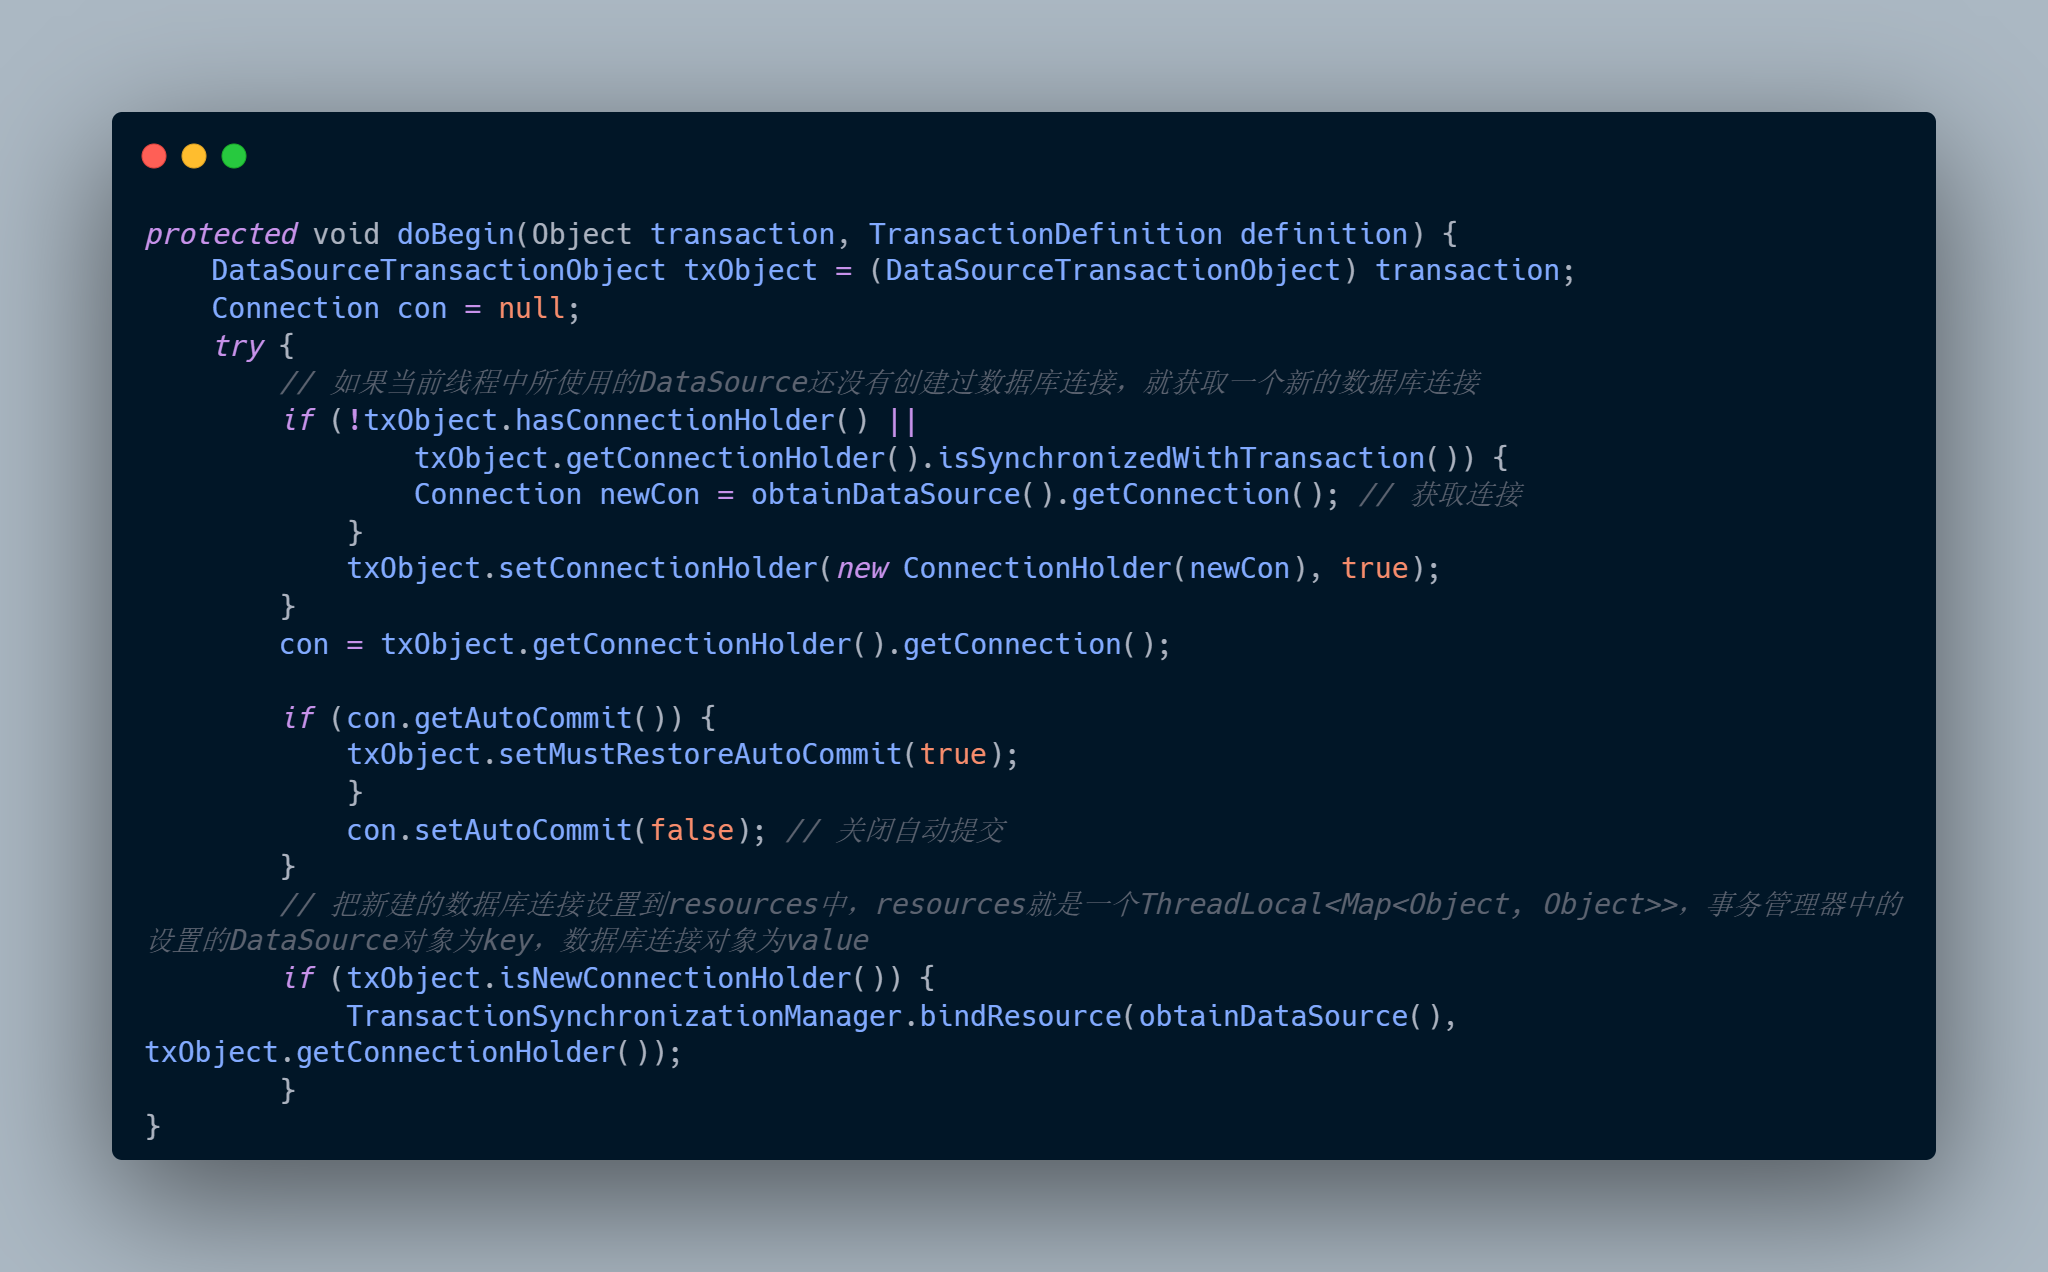 protected void doBegin(Object transaction, TransactionDefinition definition) {
    DataSourceTransactionObject txObject = (DataSourceTransactionObject) transaction;
    Connection con = null;
    try {
        // 如果当前线程中所使用的DataSource还没有创建过数据库连接，就获取一个新的数据库连接
        if (!txObject.hasConnectionHolder() ||
                txObject.getConnectionHolder().isSynchronizedWithTransaction()) {
                Connection newCon = obtainDataSource().getConnection(); // 获取连接
            }
            txObject.setConnectionHolder(new ConnectionHolder(newCon), true);
        }
        con = txObject.getConnectionHolder().getConnection();

        if (con.getAutoCommit()) {
            txObject.setMustRestoreAutoCommit(true);
            }
            con.setAutoCommit(false); // 关闭自动提交
        }
        // 把新建的数据库连接设置到resources中，resources就是一个ThreadLocal<Map<Object, Object>>，事务管理器中的
设置的DataSource对象为key，数据库连接对象为value
        if (txObject.isNewConnectionHolder()) {
            TransactionSynchronizationManager.bindResource(obtainDataSource(),
txObject.getConnectionHolder());
        }
}